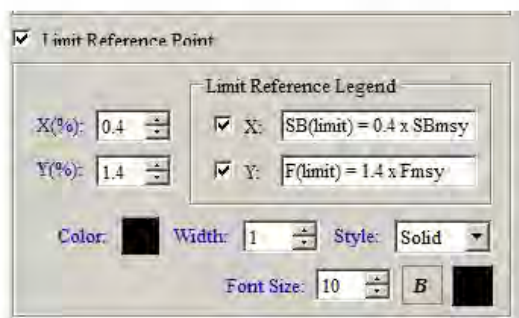 Limit Reference Point
Limit Reference Legend
X(%): 0.4 X: SB(limit) = 0.4 x SBmsy
Y(%): 1.4 Y: F(limit) = 1.4 x Fmsy
Color: Width: 1 Style: Solid
Font Size: 10 B